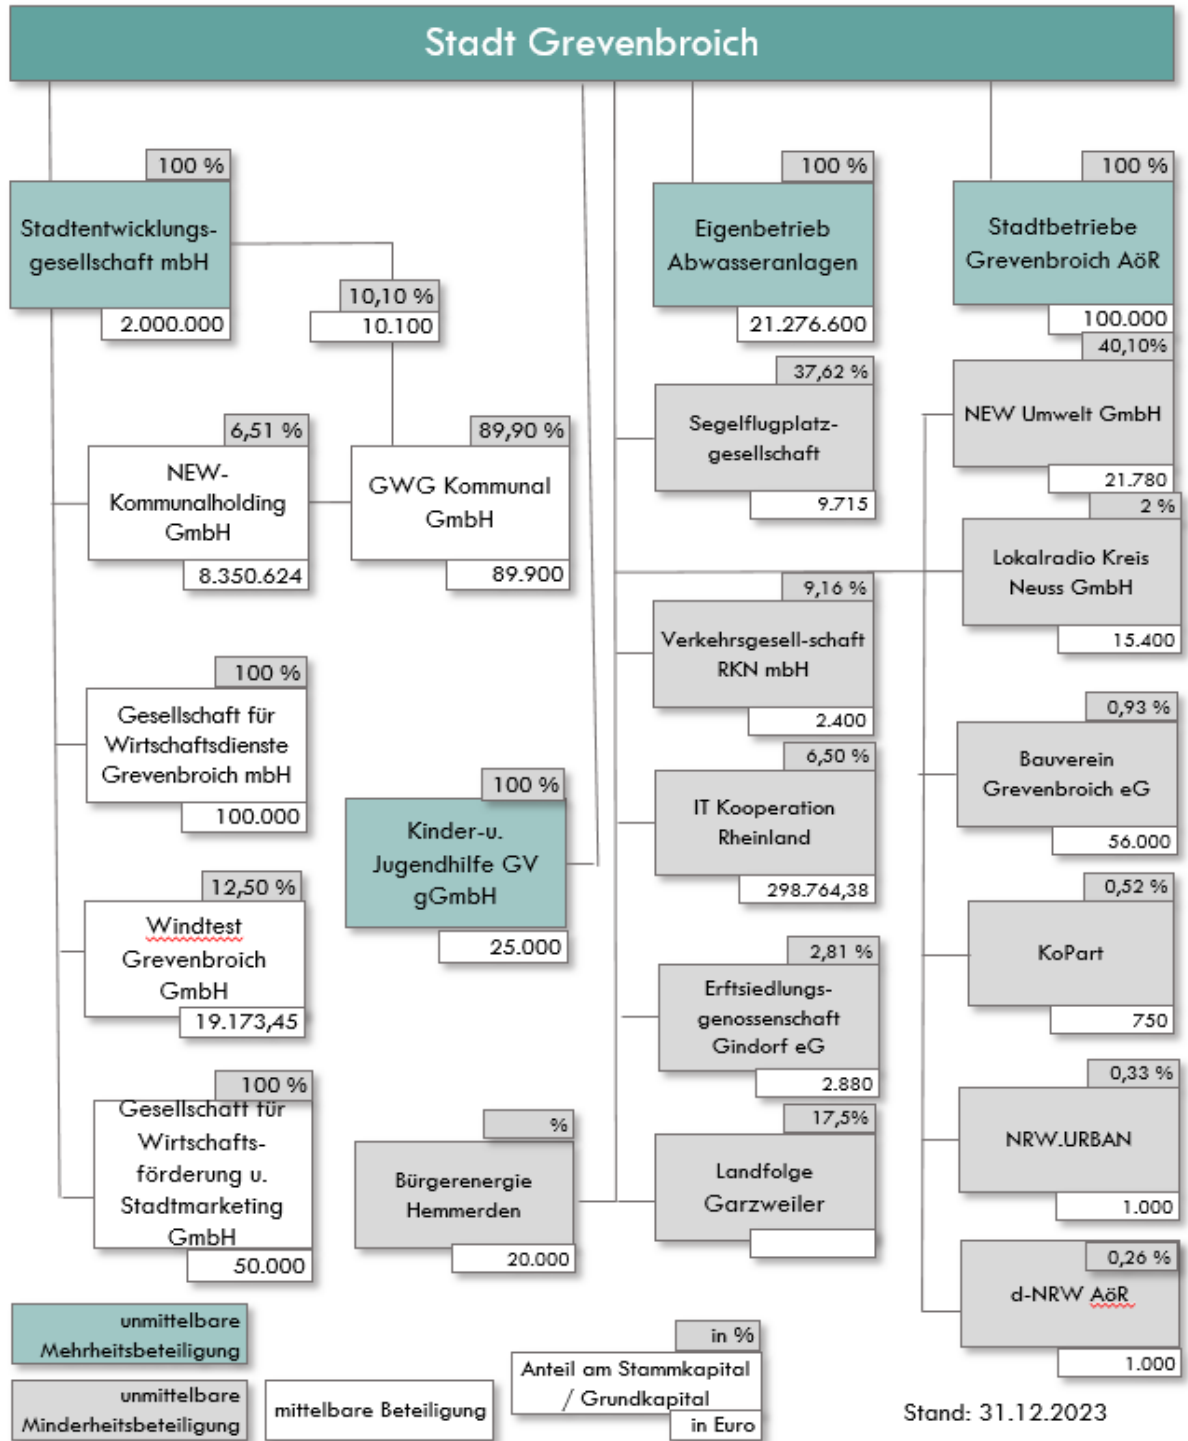 Stadt Grevenbroich
100 %
Stadtentwicklungs-
gesellschaft mbH
2.000.000
10,10 %
10.100
6,51 %
NEW-
Kommunalholding
GmbH
8.350.624
89,90 %
GWG Kommunal
GmbH
89.900
100 %
Gesellschaft für
Wirtschaftsdienste
Grevenbroich mbH
100.000
12,50 %
Windtest
Grevenbroich
GmbH
19.173,45
100 %
Gesellschaft für
Wirtschafts-
förderung u.
Stadtmarketing
GmbH
50.000
100 %
Kinder-u.
Jugendhilfe GV
gGmbH
25.000
%
Bürgerenergie
Hemmerden
20.000
100 %
Eigenbetrieb
Abwasseranlagen
21.276.600
37,62 %
Segelflugplatz-
gesellschaft
9.715
9,16 %
Verkehrsgesell-schaft
RKN mbH
2.400
6,50 %
IT Kooperation
Rheinland
298.764,38
2,81 %
Erftsiedlungs-
genossenschaft
Gindorf eG
2.880
17,5%
Landfolge
Garzweiler
100 %
Stadtbetriebe
Grevenbroich AöR
100.000
40,10%
NEW Umwelt GmbH
21.780
2 %
Lokalradio Kreis
Neuss GmbH
15.400
0,93 %
Bauverein
Grevenbroich eG
56.000
0,52 %
KoPart
750
0,33 %
NRW.URBAN
1.000
0,26 %
d-NRW AöR
1.000
unmittelbare
Mehrheitsbeteiligung
unmittelbare
Minderheitsbeteiligung
mittelbare Beteiligung
in %
Anteil am Stammkapital
/ Grundkapital
in Euro
Stand: 31.12.2023